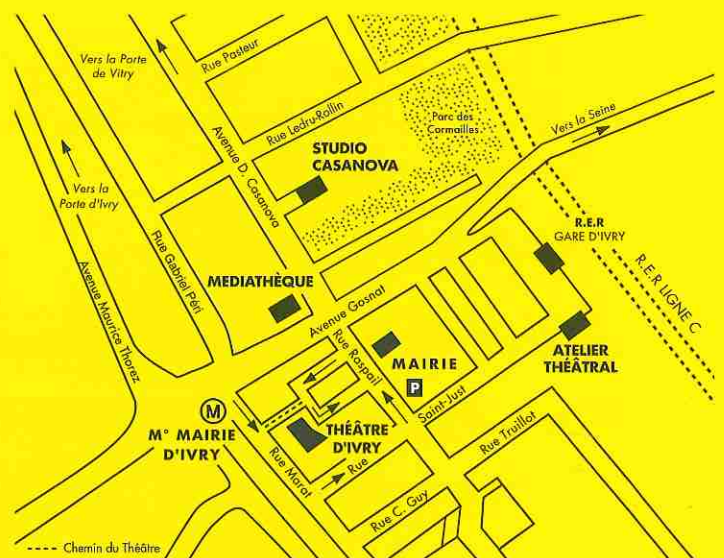 Vers la Porte
de Vitry
Rue Pasteur
Rue Ledru-Rollin
Parc des
Cormailles
Vers la Seine
Avenue D. Casanova
STUDIO
CASANOVA
Vers la
Porte d'Ivry
Rue Gabriel Péri
Avenue Maurice Thorez
R.E.R
GARE D'IVRY
R.E.R LIGNE C
MEDIATHÈQUE
Avenue Gosnat
Rue Raspail
MAIRIE
P
ATELIER
THÉÂTRAL
Saint-Just
M
M° MAIRIE
D'IVRY
THÉÂTRE
D'IVRY
Rue Marat
Rue
Rue Truillot
Rue C. Guy
---- Chemin du Théâtre